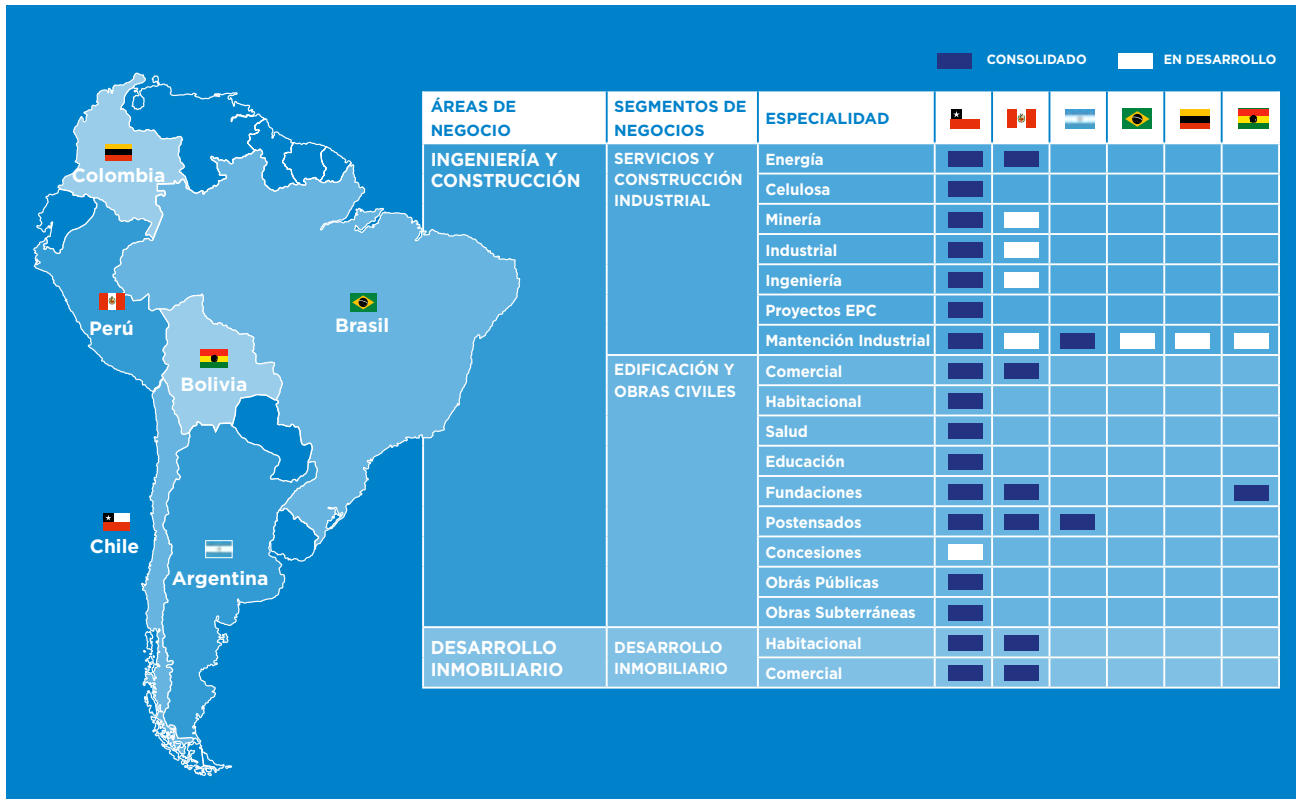 CONSOLIDADO
EN DESARROLLO
Colombia
Perú
Brasil
Bolivia
Chile
Argentina
ÁREAS DE
NEGOCIO
SEGMENTOS DE
NEGOCIOS
ESPECIALIDAD
INGENIERÍA Y
CONSTRUCCIÓN
SERVICIOS Y
CONSTRUCCIÓN
INDUSTRIAL
Energía
Celulosa
Minería
Industrial
Ingeniería
Proyectos EPC
Mantención Industrial
EDIFICACIÓN Y
OBRAS CIVILES
Comercial
Habitacional
Salud
Educación
Fundaciones
Postensados
Concesiones
Obrás Públicas
Obras Subterráneas
DESARROLLO
INMOBILIARIO
DESARROLLO
INMOBILIARIO
Habitacional
Comercial